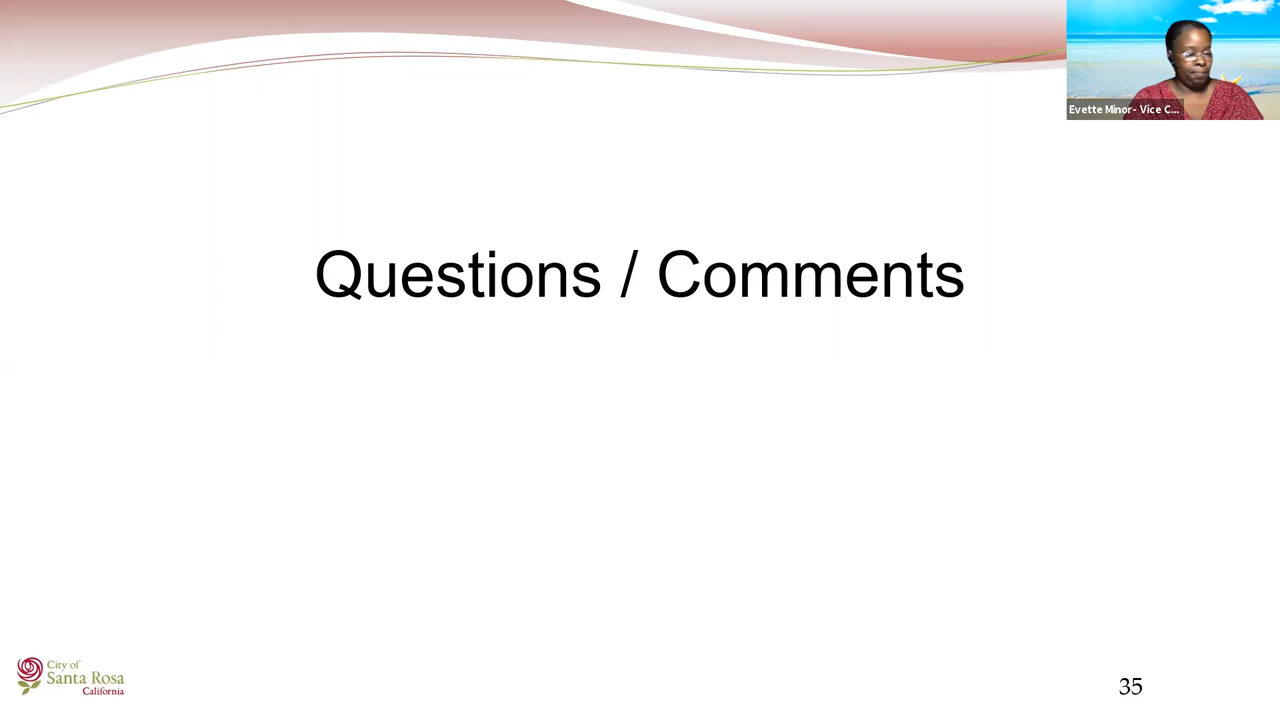 Evette Minor- Vice C...
Questions / Comments
City of
Santa Rosa
California
35